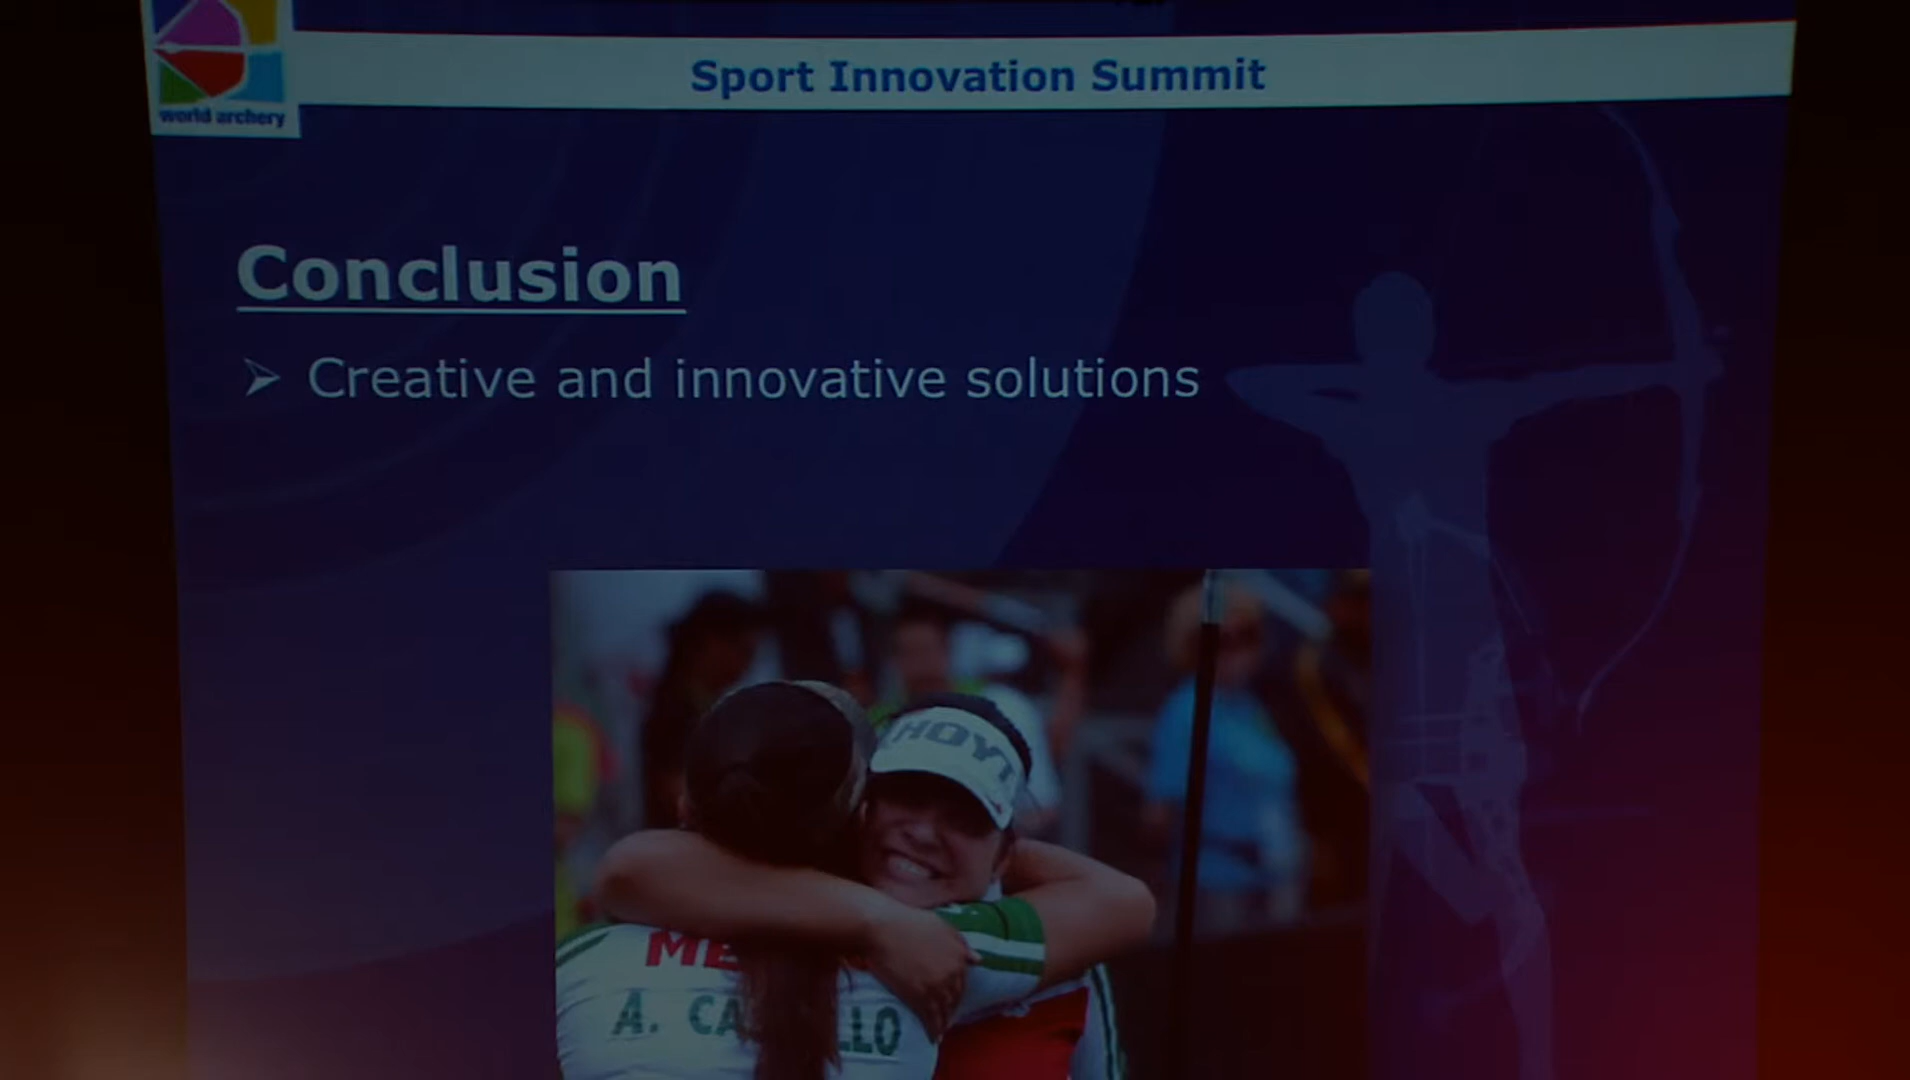 Sport Innovation Summit
world archery
Conclusion
➢ Creative and innovative solutions
HOYT
ME
A. CA LLO